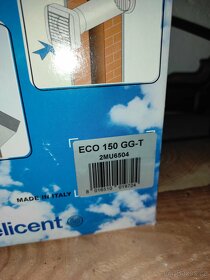 ECO 150 GG-T
2MU6504
MADE IN ITALY
elicent